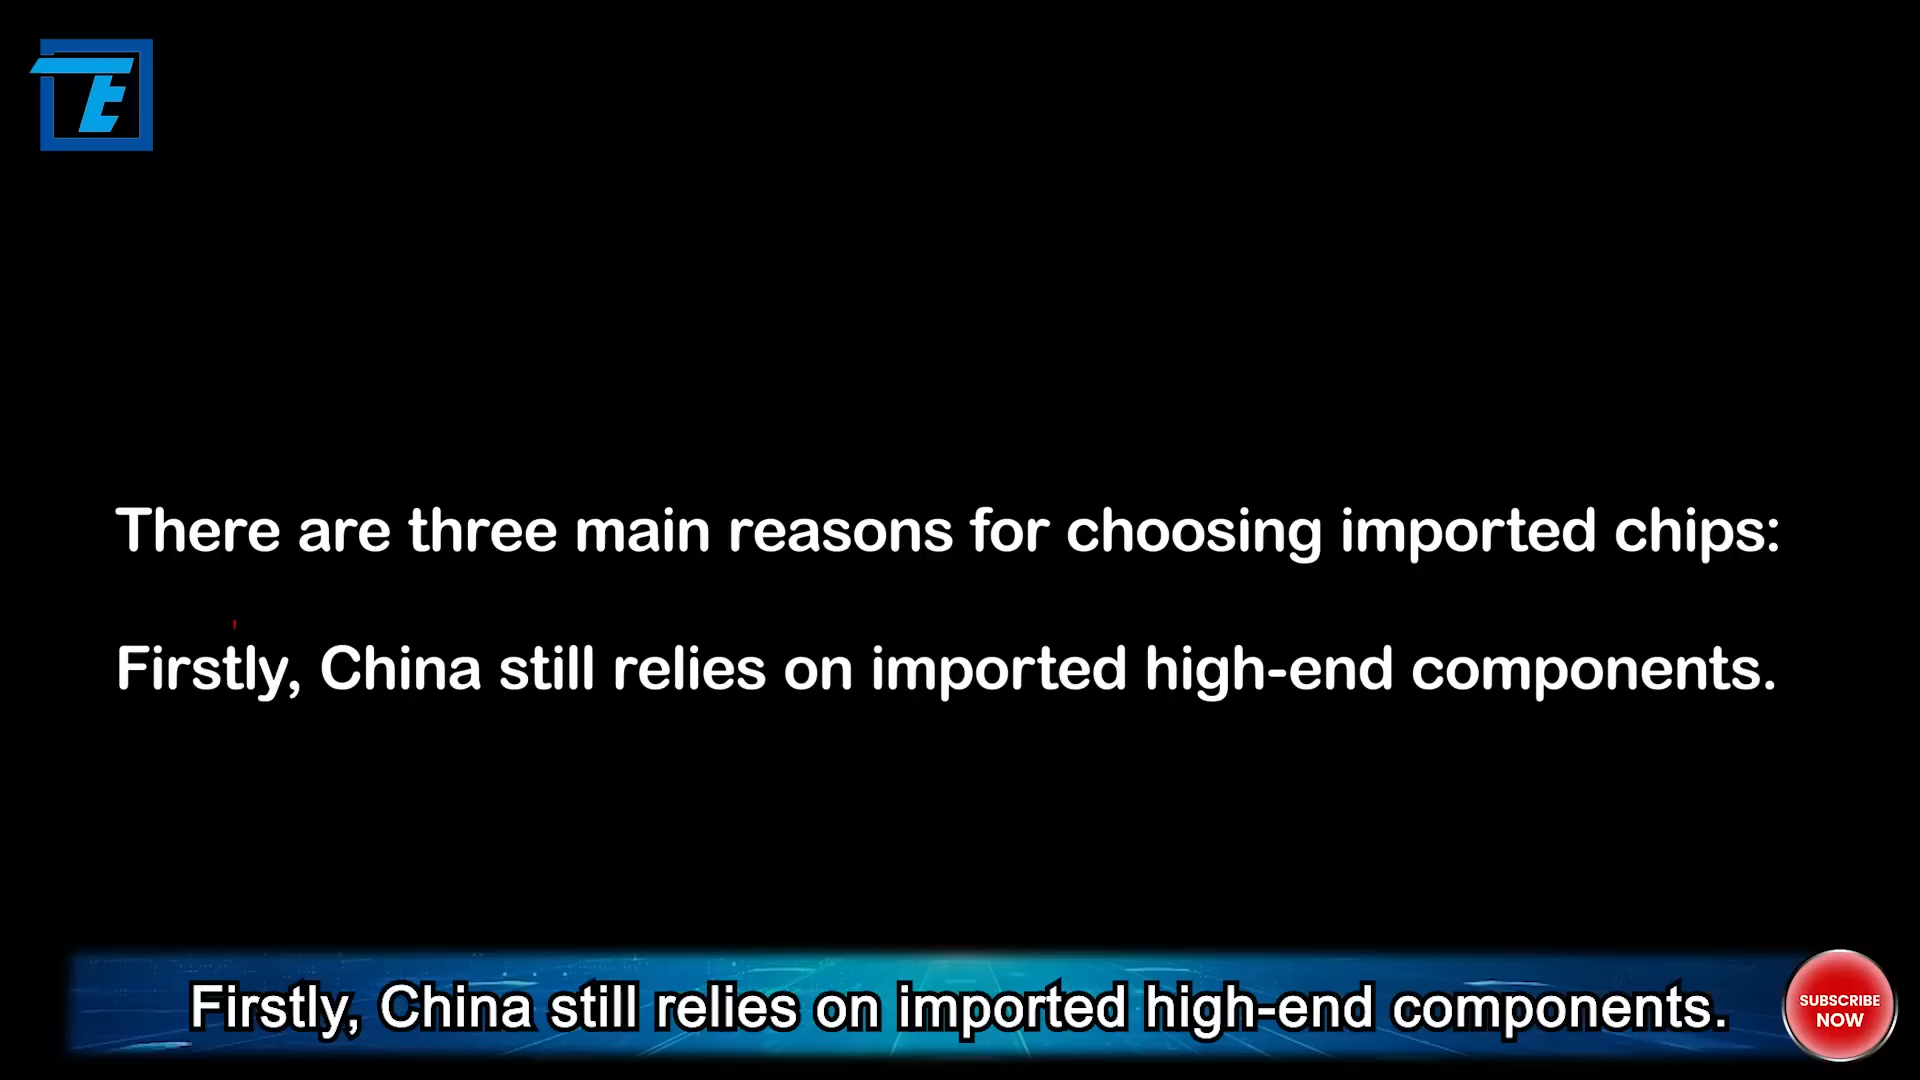 TE
There are three main reasons for choosing imported chips:
Firstly, China still relies on imported high-end components.
Firstly, China still relies on imported high-end components.
SUBSCRIBE
NOW